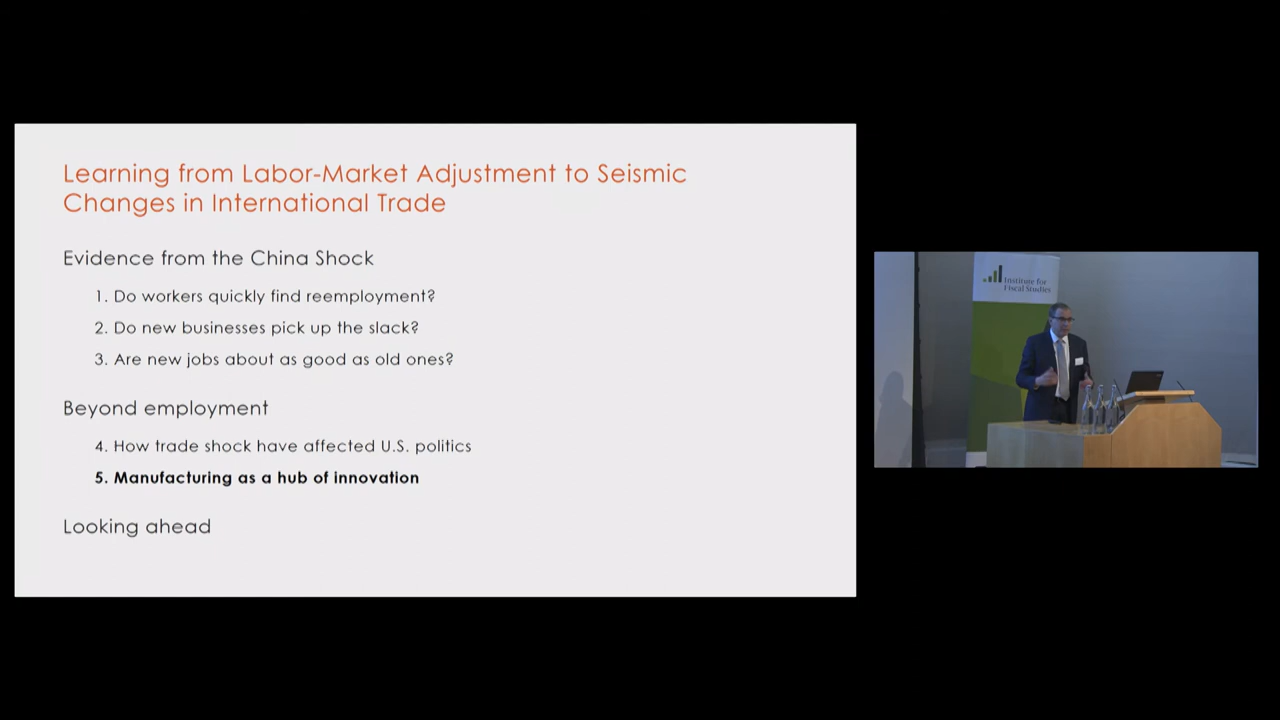 Learning from Labor-Market Adjustment to Seismic
Changes in International Trade
Evidence from the China Shock
1. Do workers quickly find reemployment?
2. Do new businesses pick up the slack?
3. Are new jobs about as good as old ones?
Beyond employment
4. How trade shock have affected U.S. politics
5. Manufacturing as a hub of innovation
Looking ahead
Institute for
Fiscal Studies